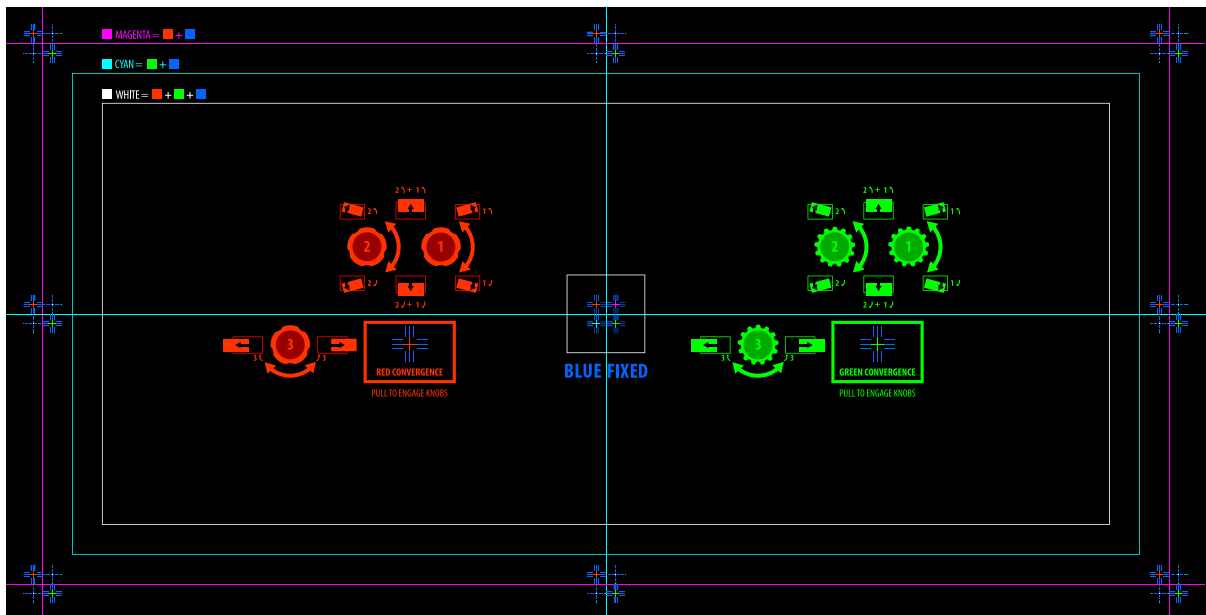 MAGENTA = +
CYAN = +
WHITE = + +
2 + 1
2 1
2 1
2 1
2 + 1
3
3 3
RED CONVERGENCE
PULL TO ENGAGE KNOBS
BLUE FIXED
2 + 1
2 1
2 1
2 1
2 + 1
3
3 3
GREEN CONVERGENCE
PULL TO ENGAGE KNOBS